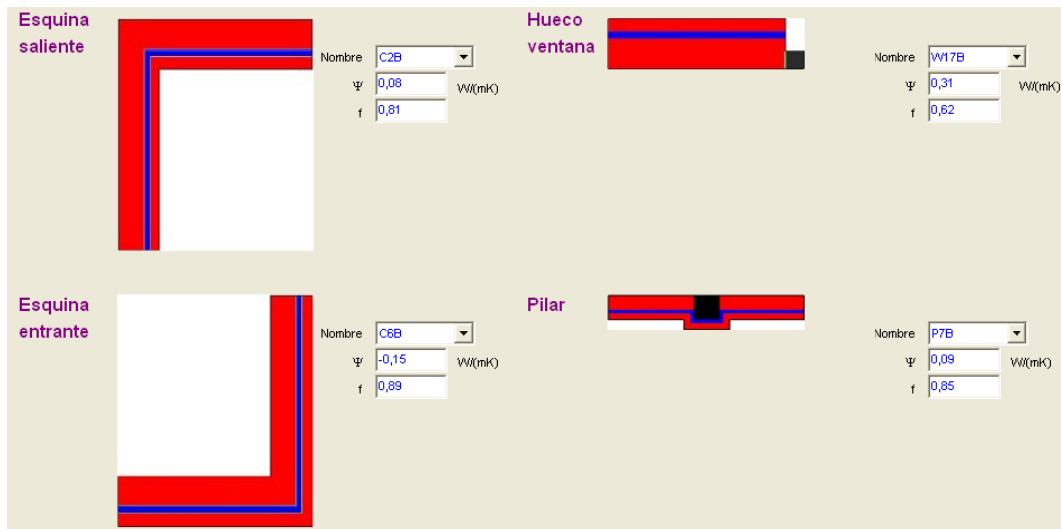 Esquina
saliente
Nombre C2B
Ψ 0,08 W/(mK)
f 0,81
Hueco
ventana
Nombre W17B
Ψ 0,31 W/(mK)
f 0,62
Esquina
entrante
Nombre C6B
Ψ -0,15 W/(mK)
f 0,89
Pilar
Nombre P7B
Ψ 0,09 W/(mK)
f 0,85